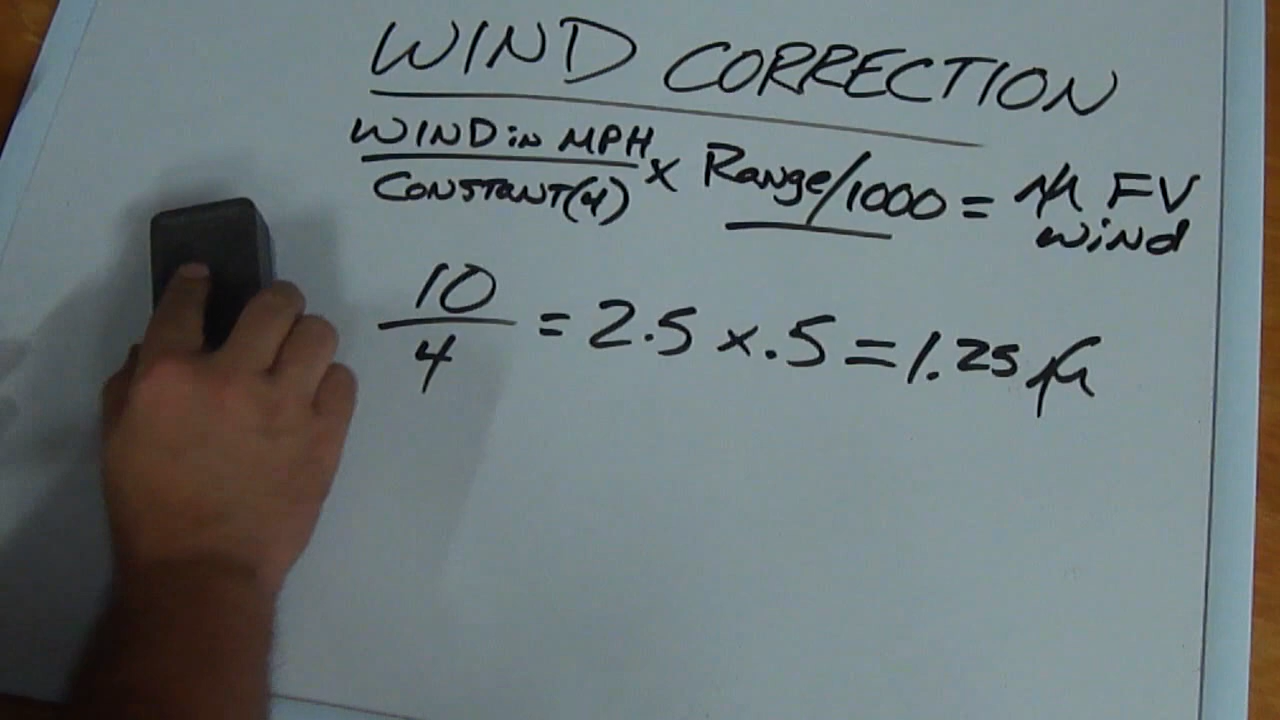 WIND CORRECTION
WIND in MPH
CONSTANT(4)
x Range/1000 = M FV
wind
10
4
= 2.5 x .5 = 1.25